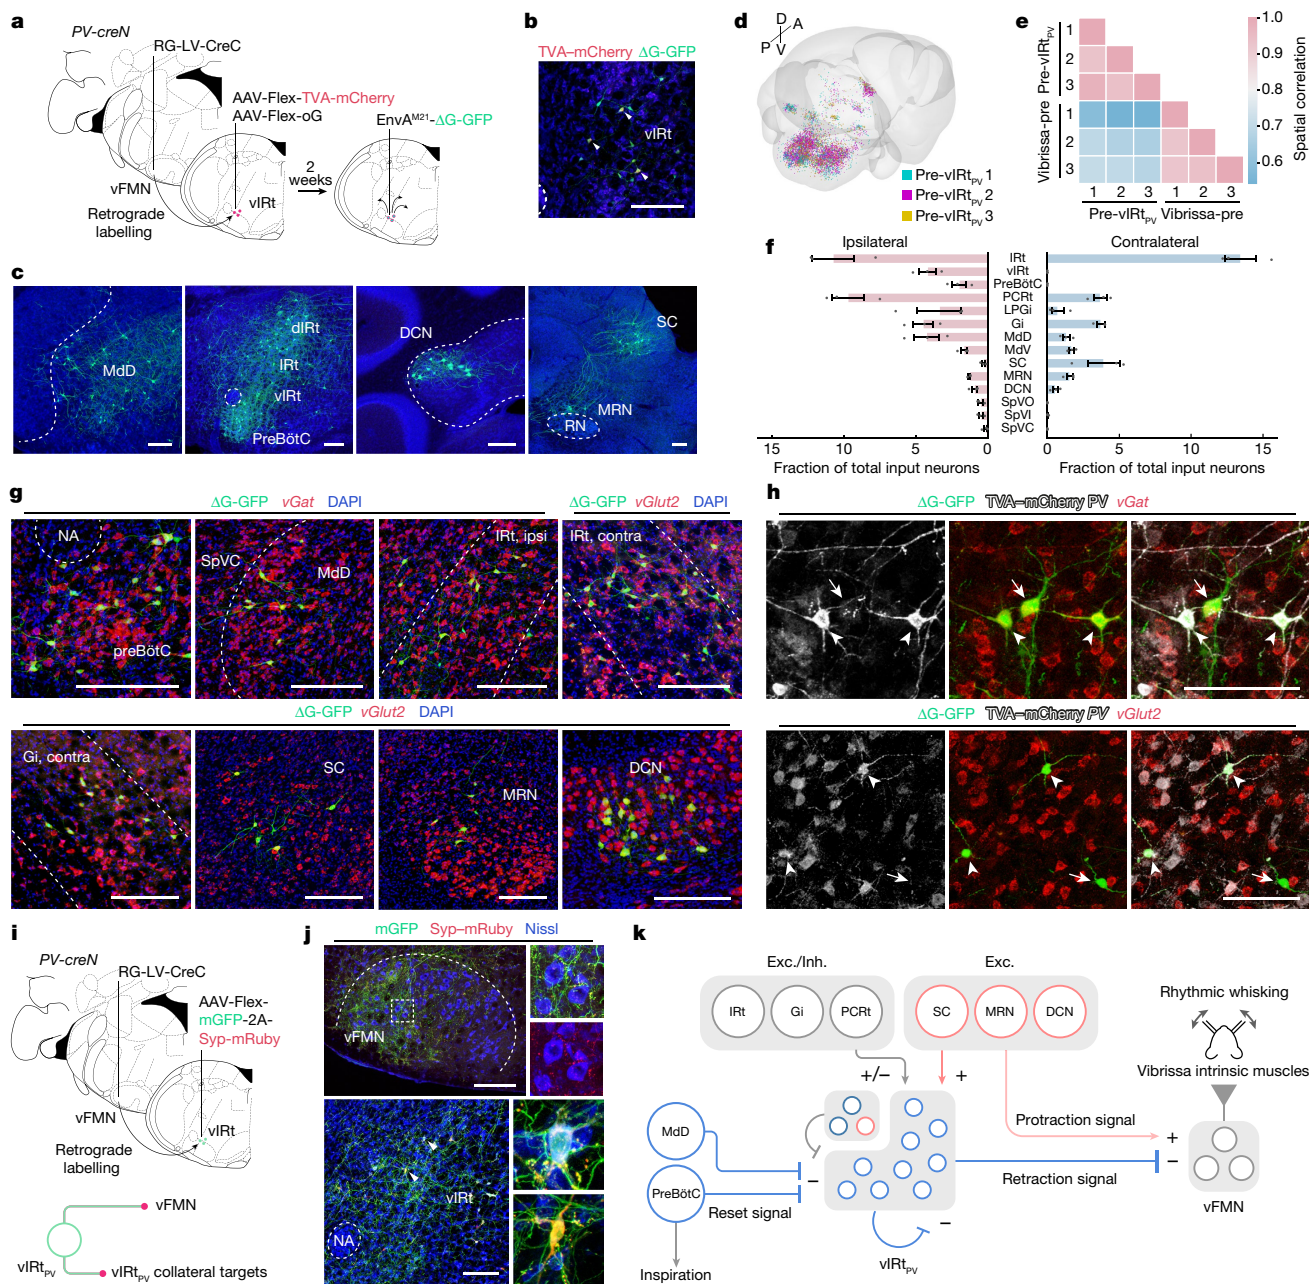 a
PV-creN
RG-LV-CreC
AAV-Flex-TVA-mCherry
AAV-Flex-oG
EnvA^M21-ΔG-GFP
2
weeks
vFMN
Retrograde
labelling
vIRt
b
TVA–mCherry ΔG-GFP
vIRt
c
MdD
dIRt
IRt
vIRt
PreBötC
DCN
SC
MRN
RN
d
D
A
P
V
Pre-vIRtPV 1
Pre-vIRtPV 2
Pre-vIRtPV 3
e
Pre-vIRtPV
1
2
3
Vibrissa-pre
1
2
3
1 2 3 1 2 3
Pre-vIRtPV Vibrissa-pre
1.0
0.9
0.8
0.7
0.6
Spatial correlation
f
Ipsilateral
Contralateral
IRt
vIRt
PreBötC
PCRt
LPGi
Gi
MdD
MdV
SC
MRN
DCN
SpVO
SpVI
SpVC
15 10 5 0
0 5 10 15
Fraction of total input neurons
Fraction of total input neurons
g
ΔG-GFP vGat DAPI
ΔG-GFP vGlut2 DAPI
NA
preBötC
SpVC
MdD
IRt, ipsi
IRt, contra
ΔG-GFP vGlut2 DAPI
Gi, contra
SC
MRN
DCN
h
ΔG-GFP TVA–mCherry PV vGat
ΔG-GFP TVA–mCherry PV vGlut2
i
PV-creN
RG-LV-CreC
AAV-Flex-
mGFP-2A-
Syp-mRuby
vFMN
vIRt
Retrograde
labelling
vFMN
vIRtPV
vIRtPV collateral targets
j
mGFP Syp–mRuby Nissl
vFMN
vIRt
NA
k
Exc./Inh.
Exc.
IRt
Gi
PCRt
SC
MRN
DCN
Rhythmic whisking
Vibrissa intrinsic muscles
+/−
+
MdD
PreBötC
−
Reset signal
Inspiration
Protraction signal
+
−
Retraction signal
vFMN
−
vIRtPV